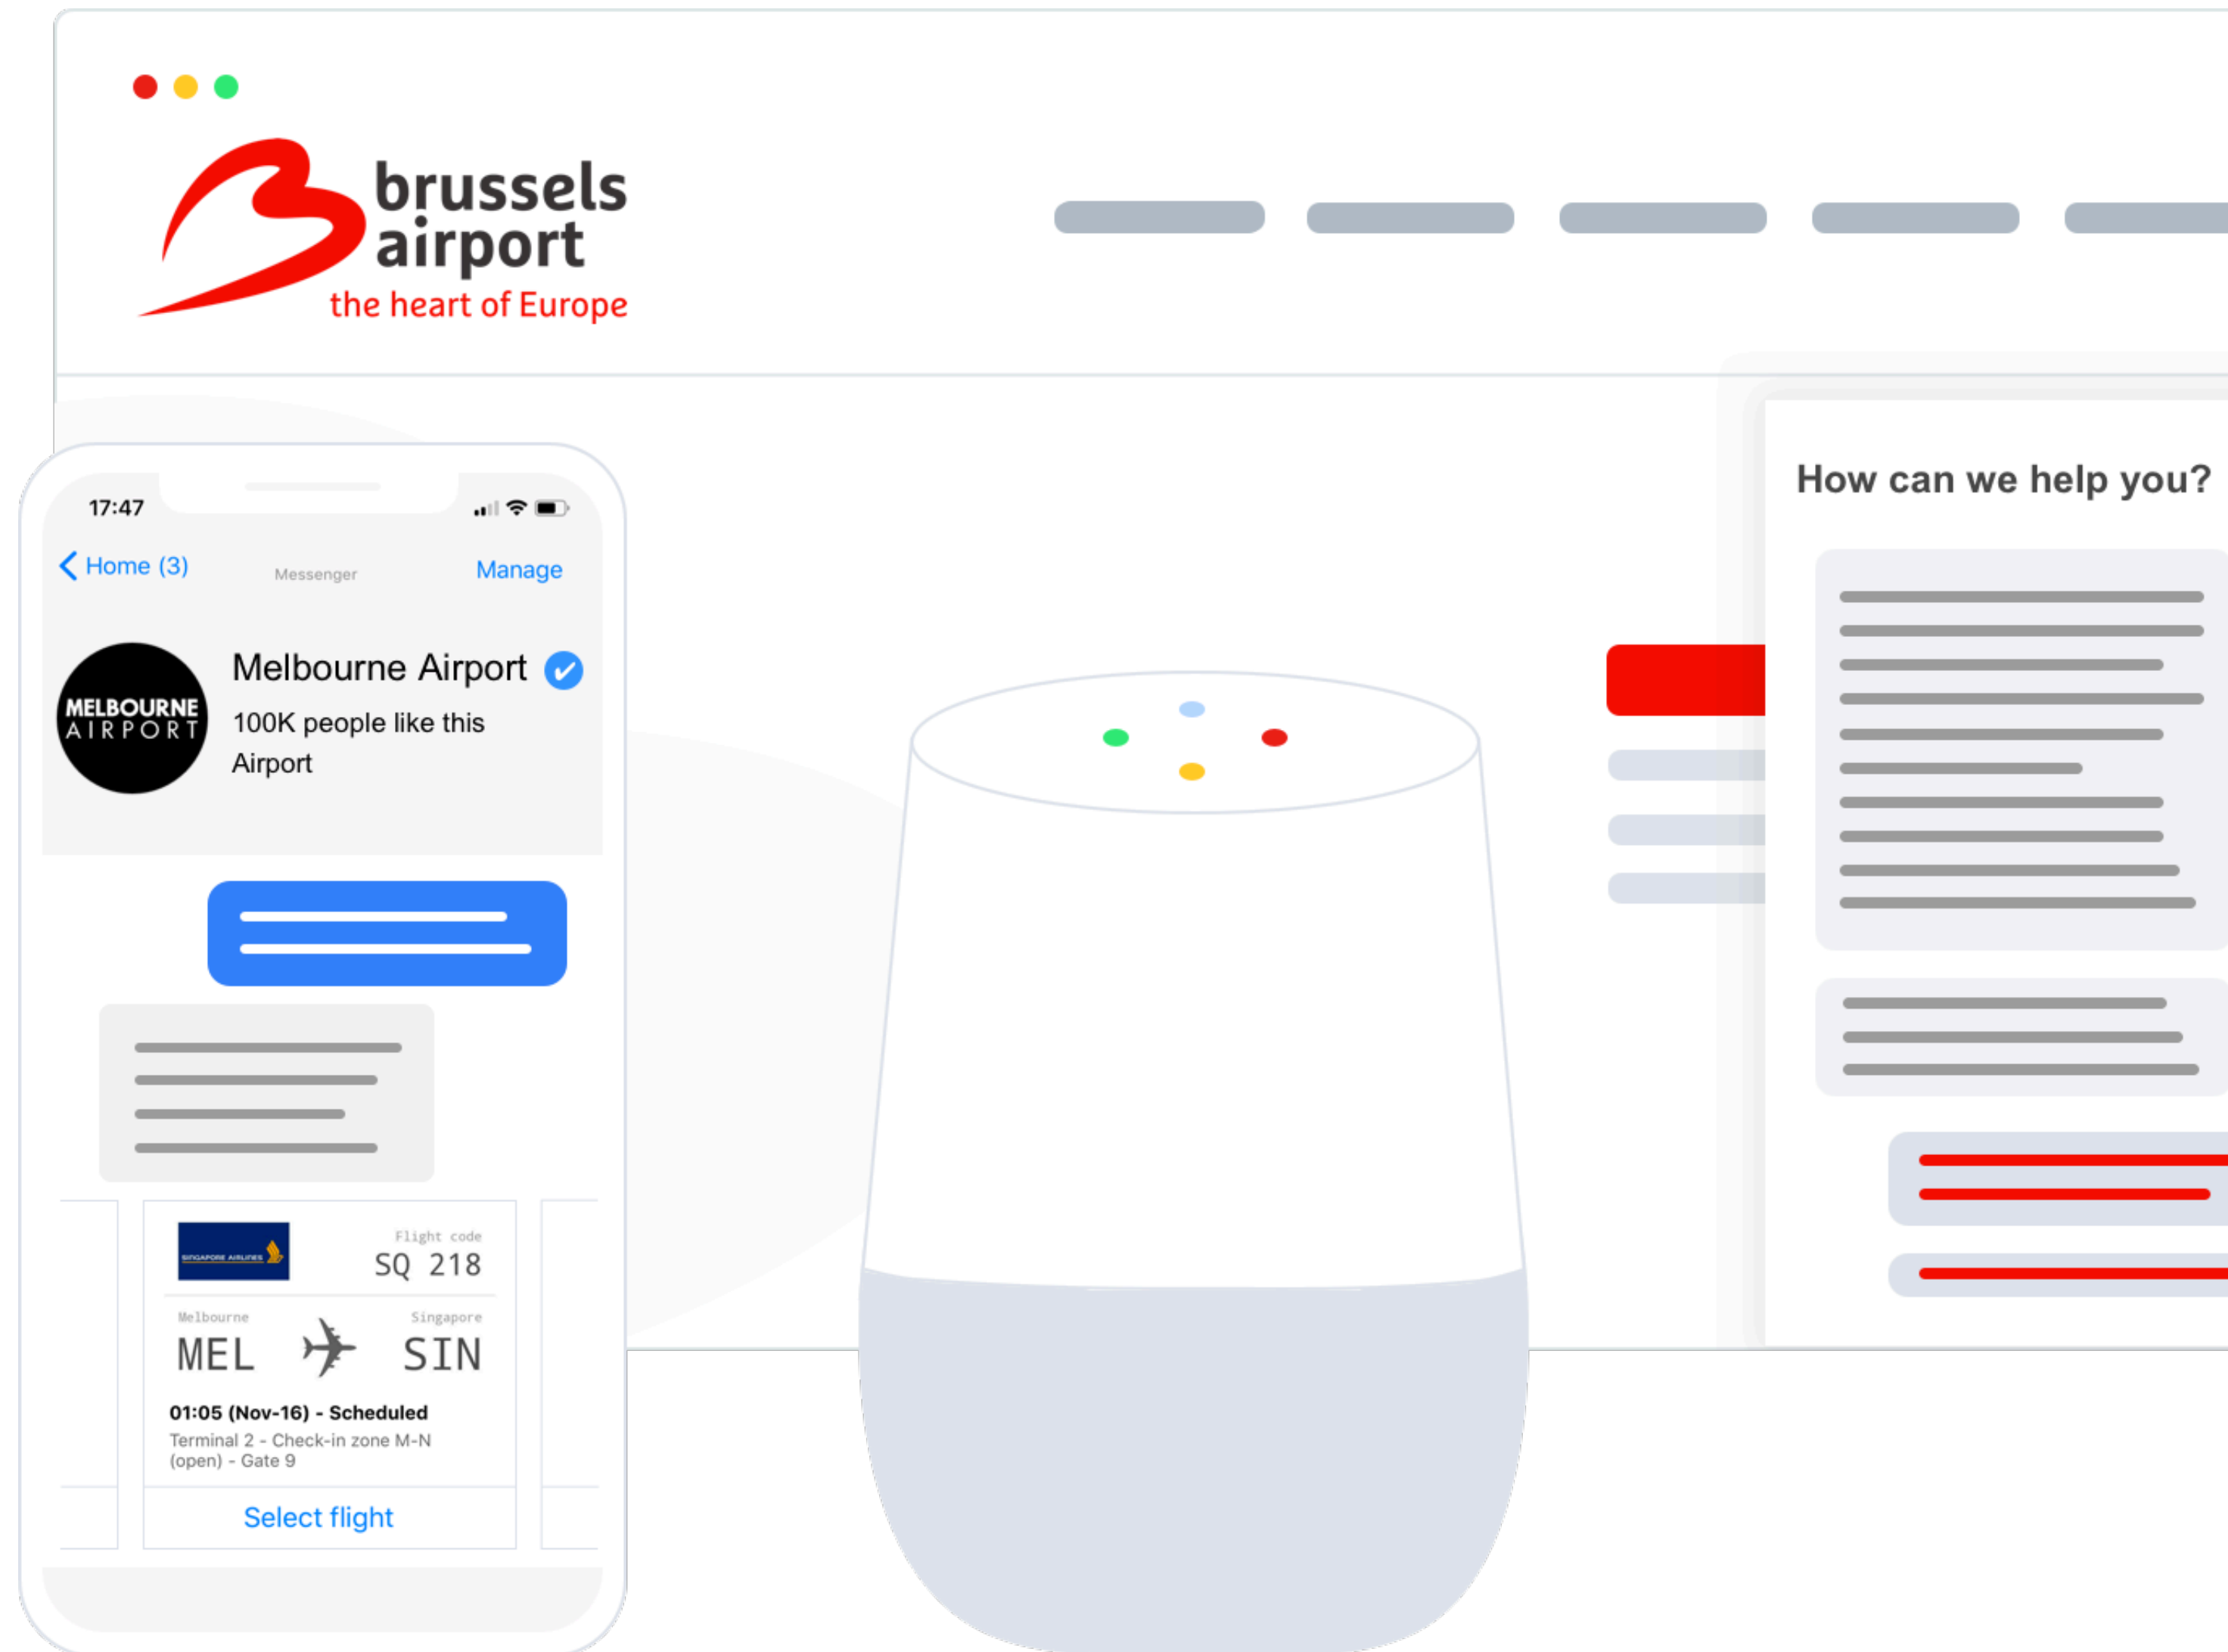 brussels
airport
the heart of Europe
How can we help you?
17:47
Home (3)
Messenger
Manage
MELBOURNE
AIRPORT
Melbourne Airport
100K people like this
Airport
SINGAPORE AIRLINES
Flight code
SQ 218
Melbourne
Singapore
MEL
SIN
01:05 (Nov-16) - Scheduled
Terminal 2 - Check-in zone M-N
(open) - Gate 9
Select flight